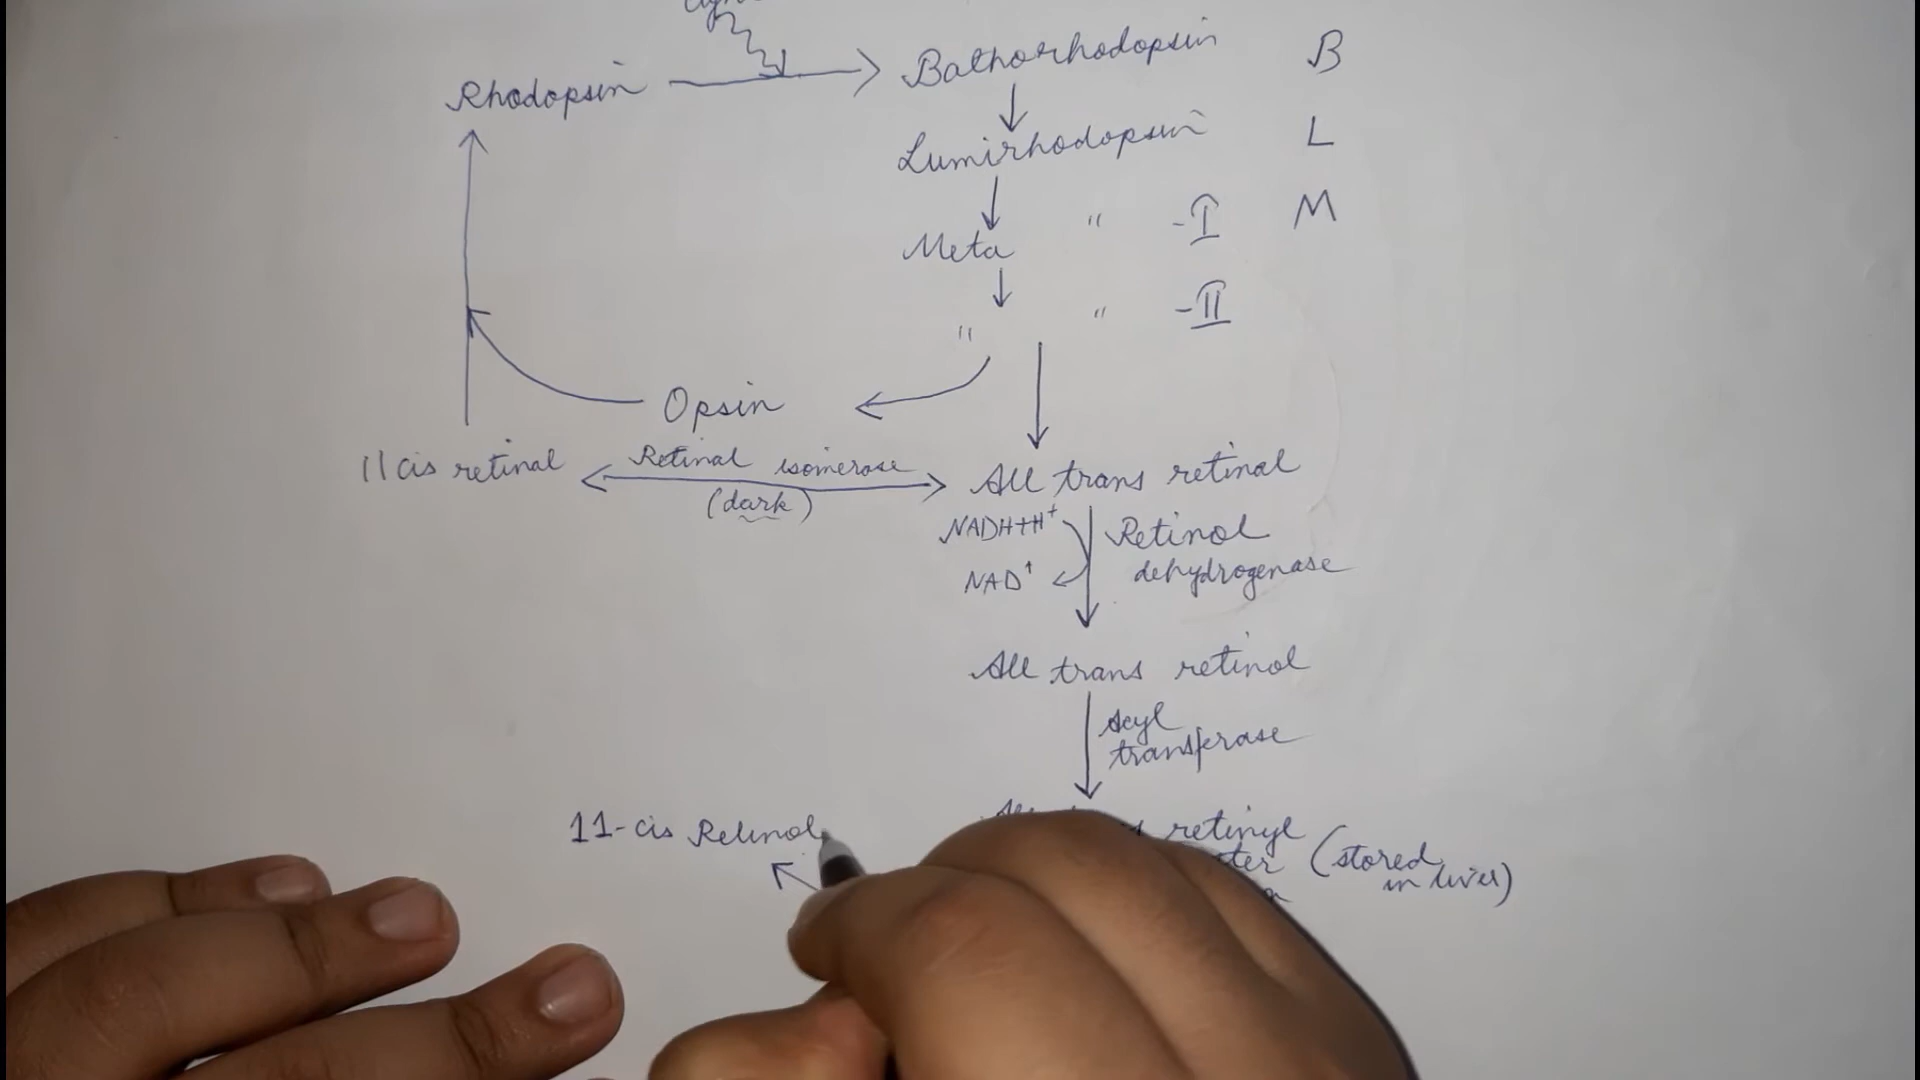 Rhodopsin
Bathorhodopsin B
Lumirhodopsin L
Meta " -I M
" " -II
Opsin
11 cis retinal
Retinal isomerase
(dark)
All trans retinal
NADH+H+
NAD+
Retinol
dehydrogenase
All trans retinol
Acyl
transferase
11-cis Retinol
retinyl
(stored
in liver)